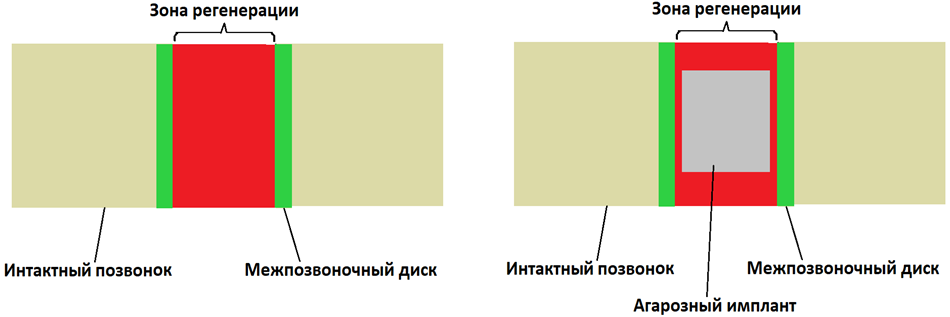 Зона регенерации
Интактный позвонок
Межпозвоночный диск
Зона регенерации
Интактный позвонок
Межпозвоночный диск
Агарозный имплант